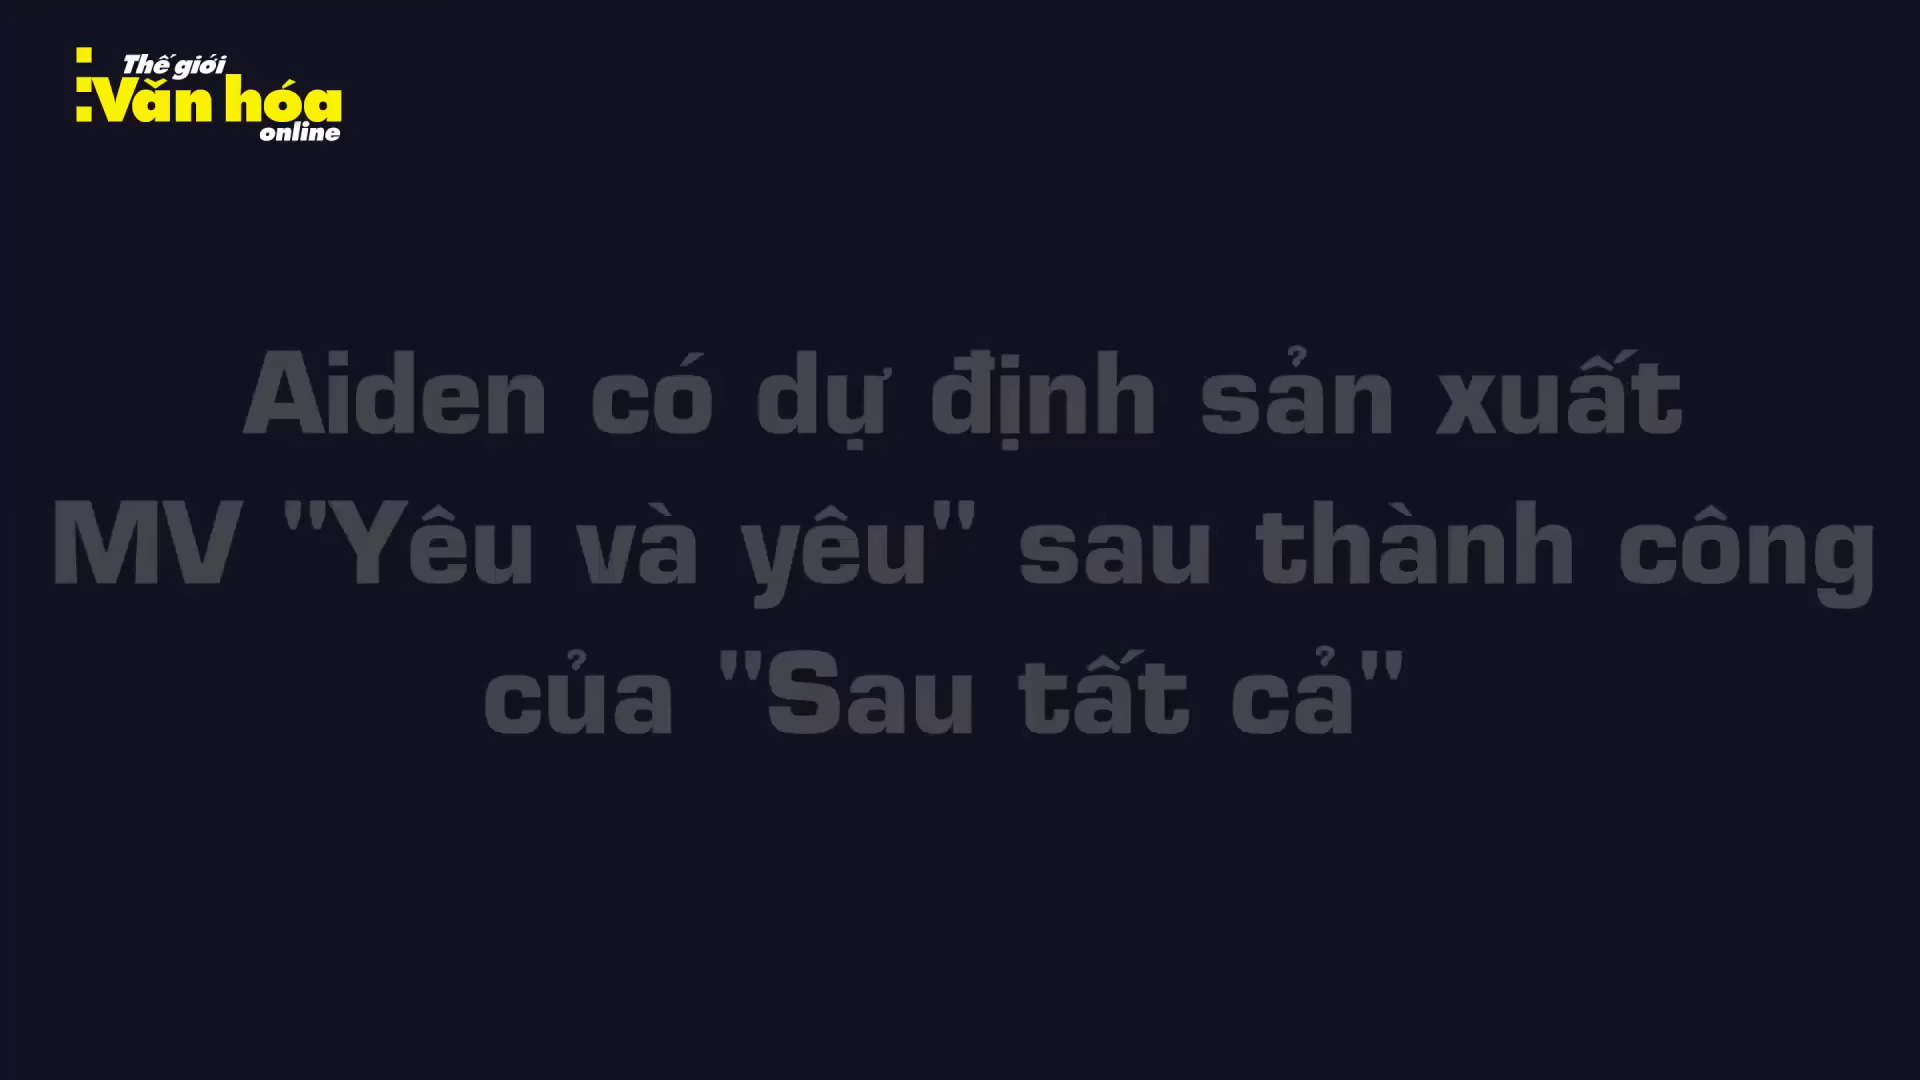 Thế giới
Văn hóa
online
Aiden có dự định sản xuất
MV "Yêu và yêu" sau thành công
của "Sau tất cả"